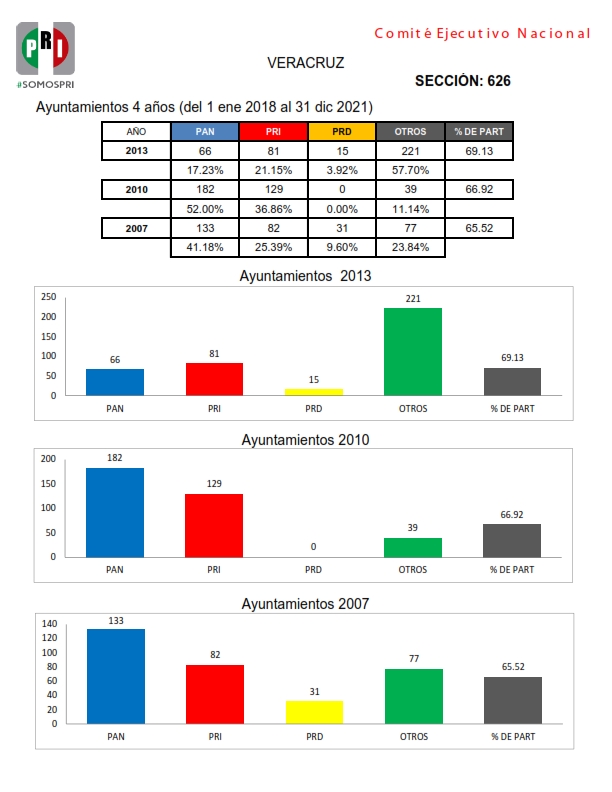 Comité Ejecutivo Nacional
PRI
#SOMOSPRI
VERACRUZ
SECCIÓN: 626
Ayuntamientos 4 años (del 1 ene 2018 al 31 dic 2021)
AÑO PAN PRI PRD OTROS % DE PART
2013 66 81 15 221 69.13
17.23% 21.15% 3.92% 57.70%
2010 182 129 0 39 66.92
52.00% 36.86% 0.00% 11.14%
2007 133 82 31 77 65.52
41.18% 25.39% 9.60% 23.84%
Ayuntamientos 2013
250
200
150
100
50
0
66 81 15 221 69.13
PAN PRI PRD OTROS % DE PART
Ayuntamientos 2010
200
150
100
50
0
182 129 0 39 66.92
PAN PRI PRD OTROS % DE PART
Ayuntamientos 2007
140
120
100
80
60
40
20
0
133 82 31 77 65.52
PAN PRI PRD OTROS % DE PART